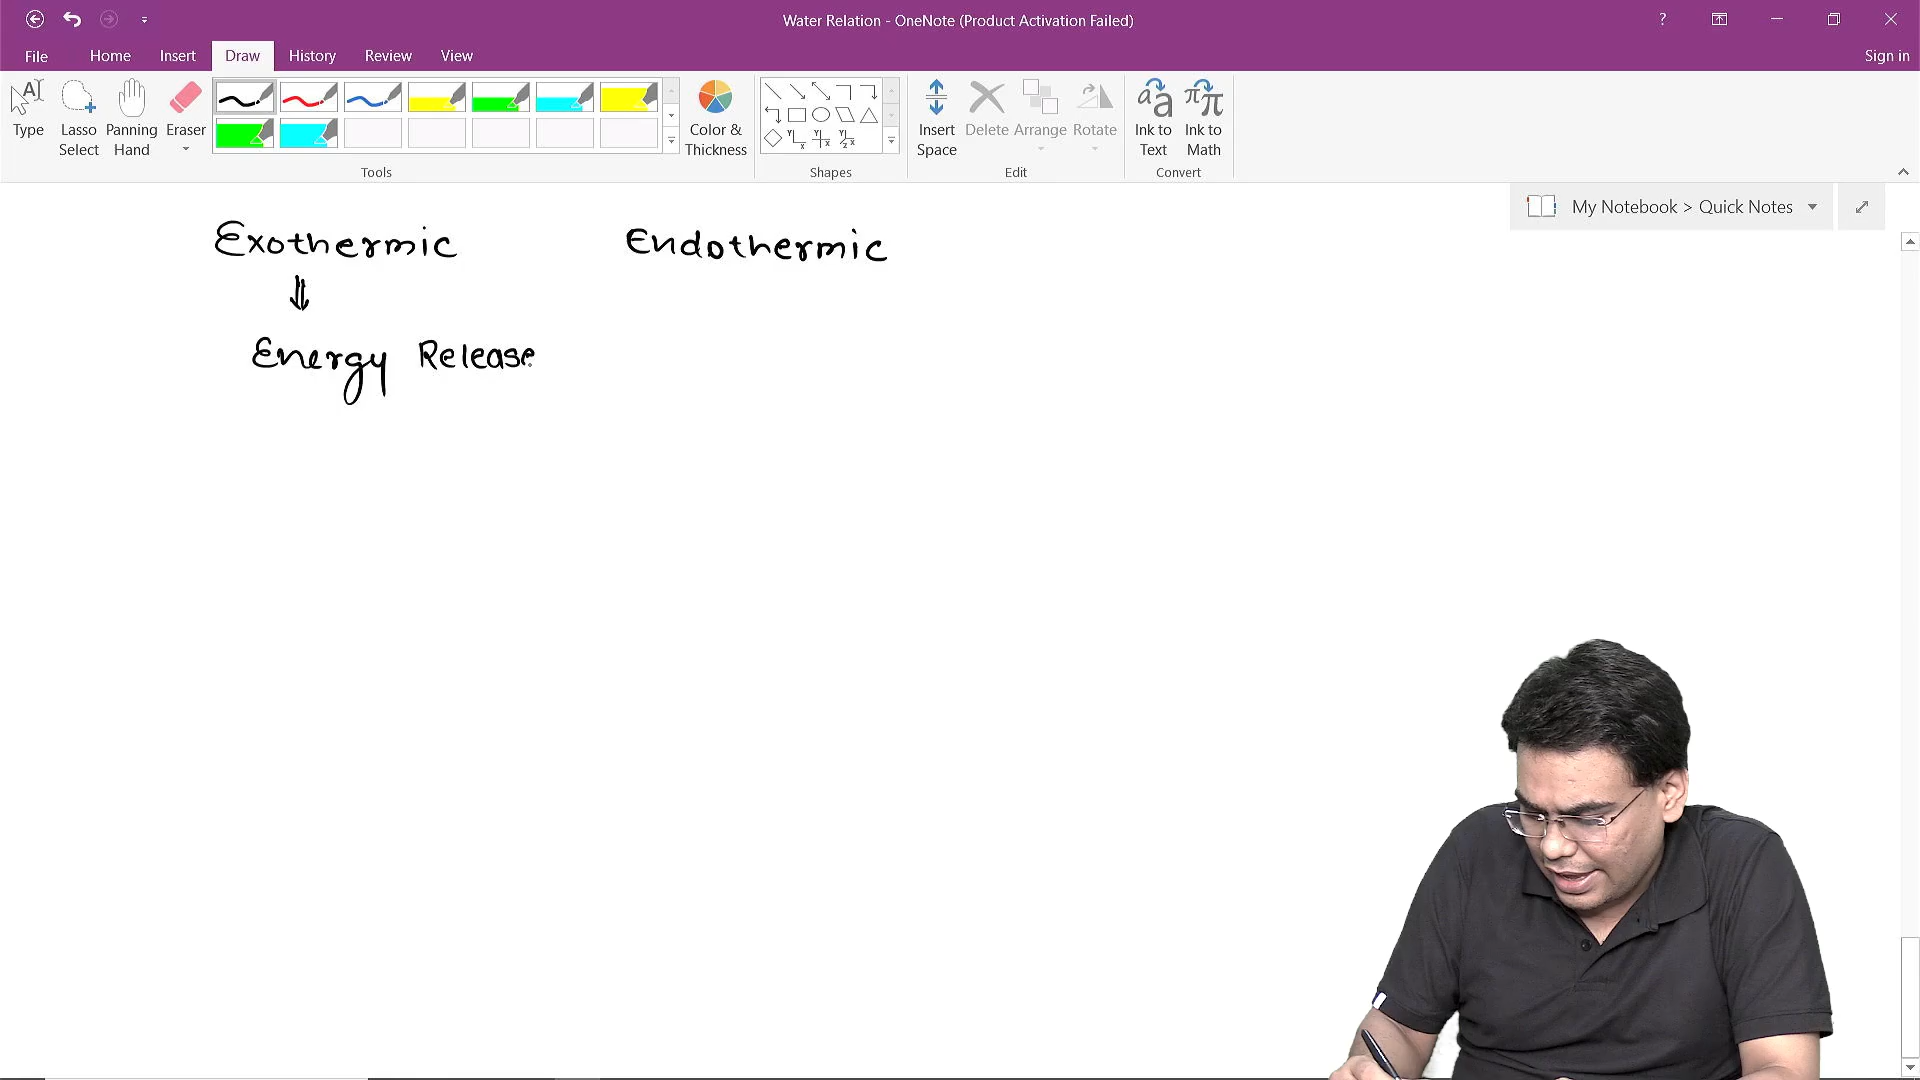 Water Relation - OneNote (Product Activation Failed)
?
File Home Insert Draw History Review View
Sign in
Type
Lasso Select
Panning Hand
Eraser
Color & Thickness
Insert Space
Delete
Arrange
Rotate
Ink to Text
Ink to Math
Tools
Shapes
Edit
Convert
My Notebook > Quick Notes
Exothermic Endothermic
Energy Release